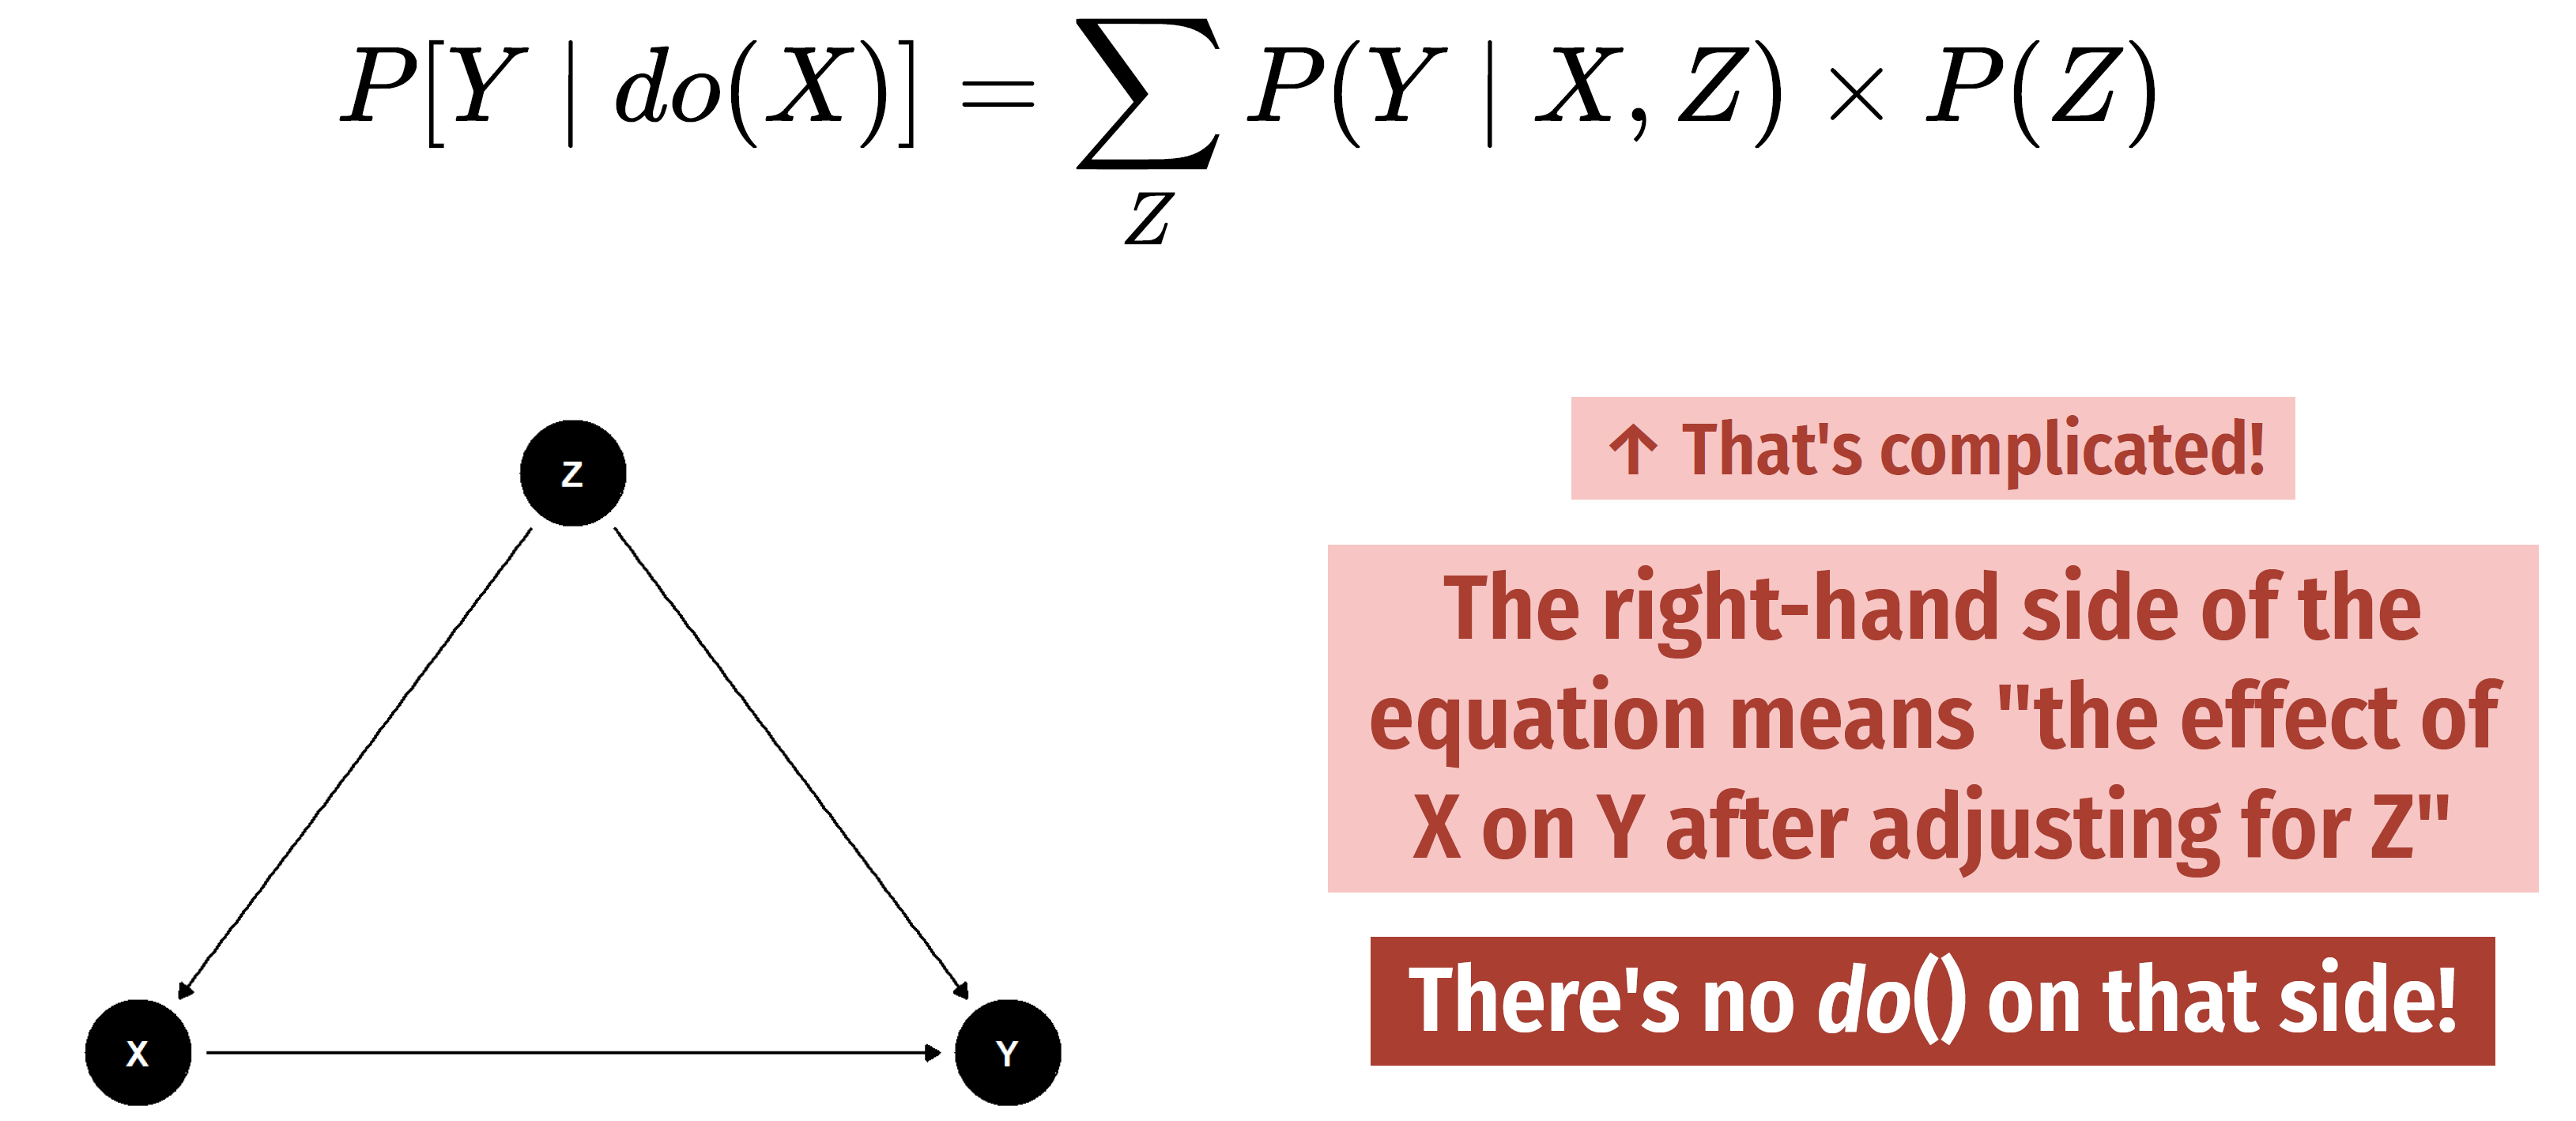 P[Y | do(X)] = ∑ P(Y | X, Z) × P(Z)
Z
↑ That's complicated!
The right-hand side of the
equation means "the effect of
X on Y after adjusting for Z"
There's no do() on that side!
Z
X
Y